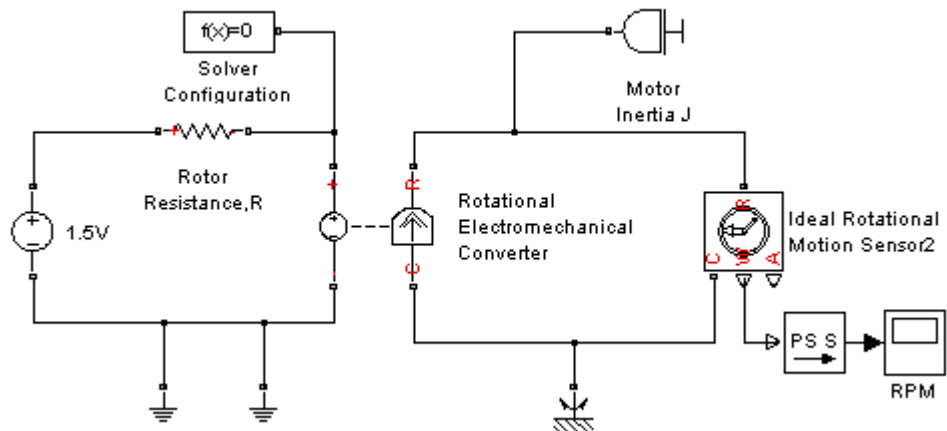 f(x)=0
Solver
Configuration
Motor
Inertia J
+
Rotor
Resistance,R
+
R
Rotational
Electromechanical
Converter
+
1.5V
R
Ideal Rotational
Motion Sensor2
C
C
W
A
PS S
RPM